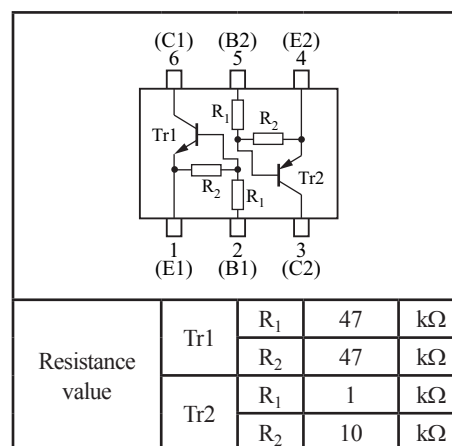 (C1) (B2) (E2)
6 5 4
R1
R2
Tr1
Tr2
R2
R1
1 2 3
(E1) (B1) (C2)
Resistance value
Tr1
R1 47 kΩ
R2 47 kΩ
Tr2
R1 1 kΩ
R2 10 kΩ